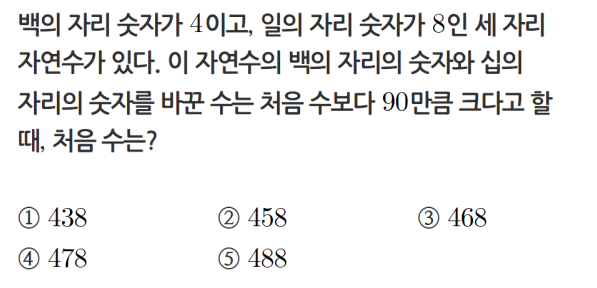 백의 자리 숫자가 4이고, 일의 자리 숫자가 8인 세 자리
자연수가 있다. 이 자연수의 백의 자리의 숫자와 십의
자리의 숫자를 바꾼 수는 처음 수보다 90만큼 크다고 할
때, 처음 수는?
① 438 ② 458 ③ 468
④ 478 ⑤ 488